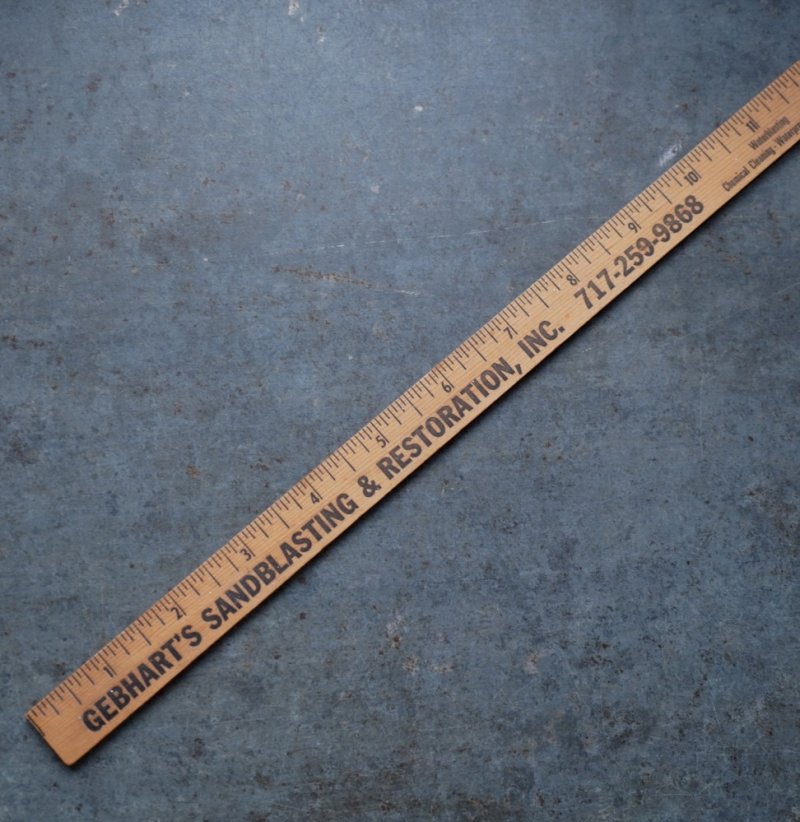 1 2 3 4 5 6 7 8 9 10 11
GEBHART'S SANDBLASTING & RESTORATION, INC. 717-259-9868
Waterblasting
Chemical Cleaning,